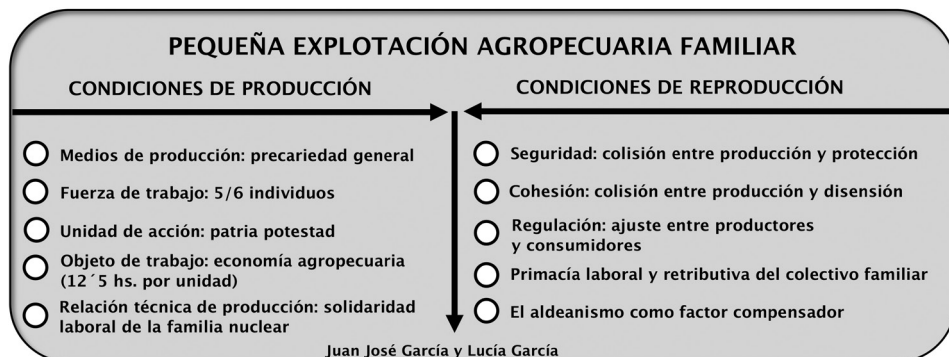 PEQUEÑA EXPLOTACIÓN AGROPECUARIA FAMILIAR
CONDICIONES DE PRODUCCIÓN
Medios de producción: precariedad general
Fuerza de trabajo: 5/6 individuos
Unidad de acción: patria potestad
Objeto de trabajo: economía agropecuaria
(12´5 hs. por unidad)
Relación técnica de producción: solidaridad
laboral de la familia nuclear
CONDICIONES DE REPRODUCCIÓN
Seguridad: colisión entre producción y protección
Cohesión: colisión entre producción y disensión
Regulación: ajuste entre productores
y consumidores
Primacía laboral y retributiva del colectivo familiar
El aldeanismo como factor compensador
Juan José García y Lucía García